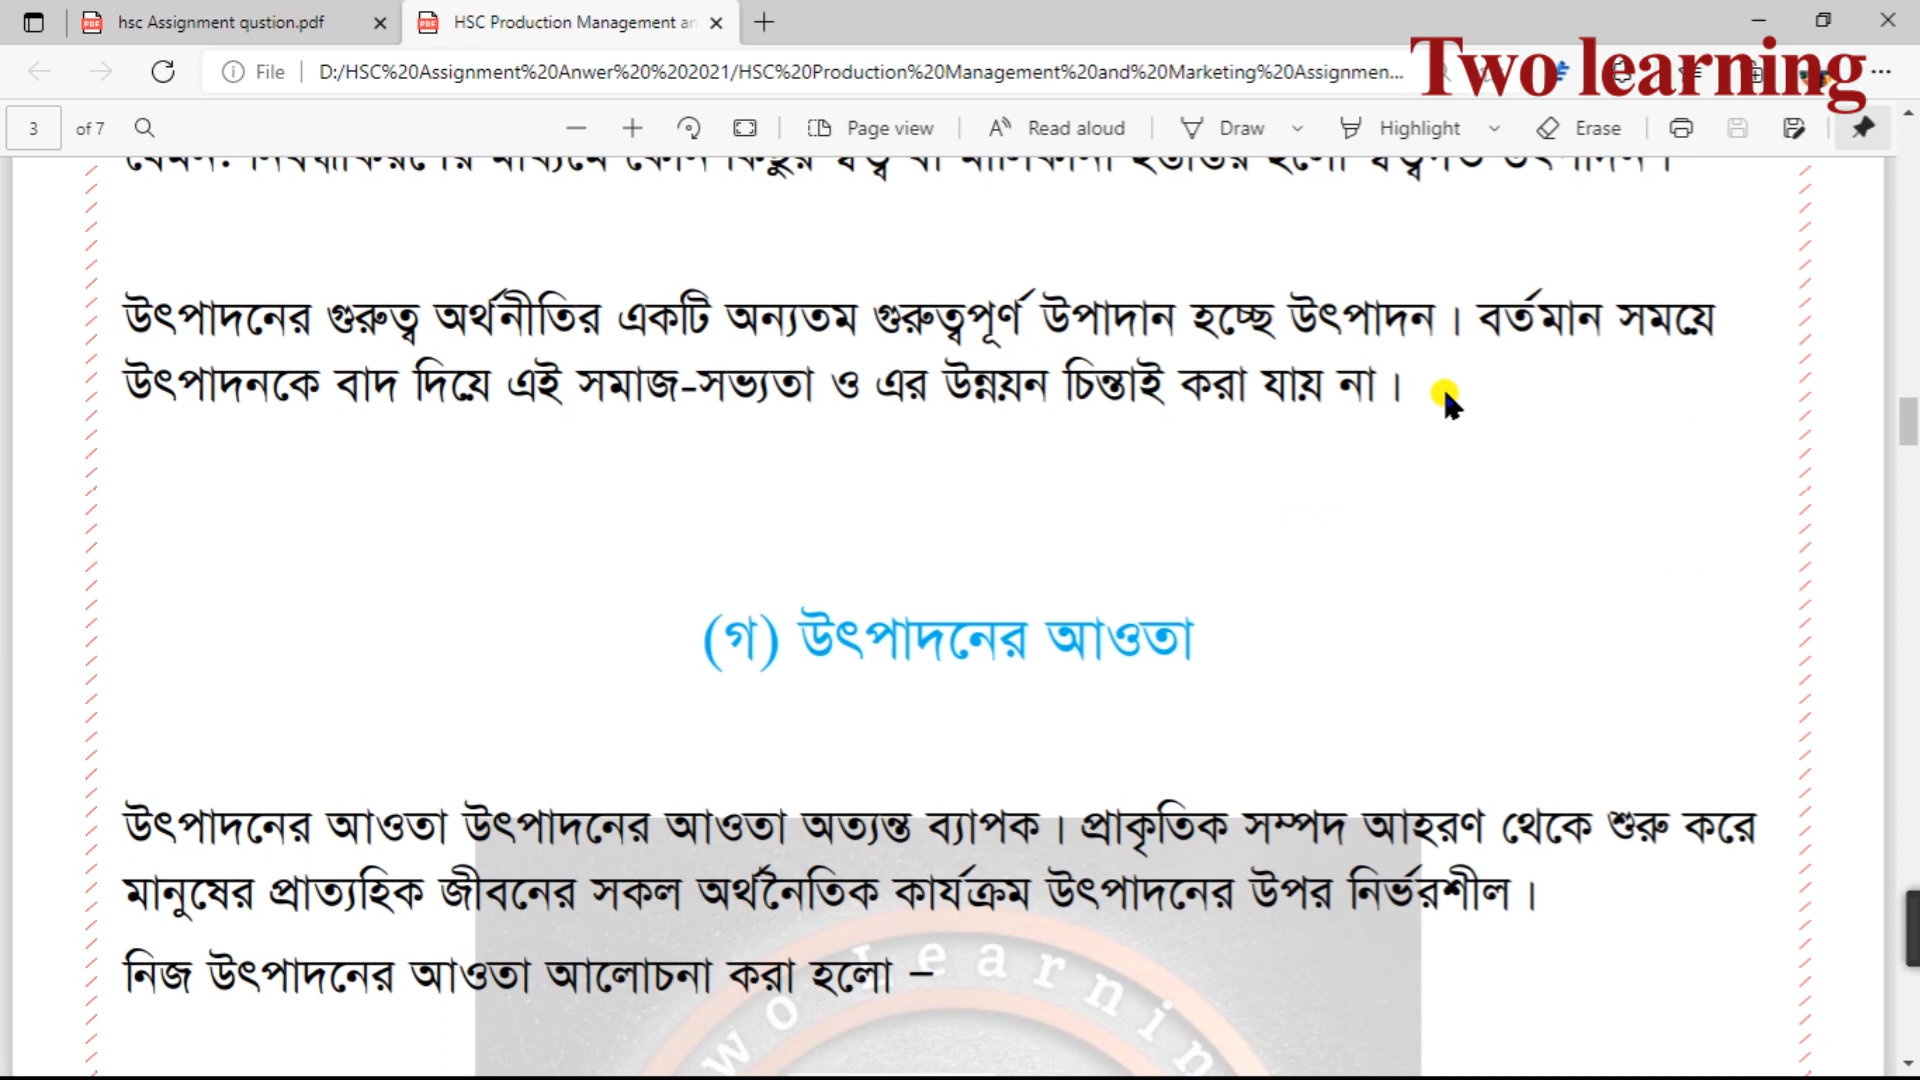 hsc Assignment qustion.pdf
HSC Production Management an
Two learning
File
D:/HSC%20Assignment%20Anwer%20%202021/HSC%20Production%20Management%20and%20Marketing%20Assignmen...
3 of 7
Page view
Read aloud
Draw
Highlight
Erase
উৎপাদনের গুরুত্ব অর্থনীতির একটি অন্যতম গুরুত্বপূর্ণ উপাদান হচ্ছে উৎপাদন। বর্তমান সময়ে
উৎপাদনকে বাদ দিয়ে এই সমাজ-সভ্যতা ও এর উন্নয়ন চিন্তাই করা যায় না।
(গ) উৎপাদনের আওতা
উৎপাদনের আওতা উৎপাদনের আওতা অত্যন্ত ব্যাপক। প্রাকৃতিক সম্পদ আহরণ থেকে শুরু করে
মানুষের প্রাত্যহিক জীবনের সকল অর্থনৈতিক কার্যক্রম উৎপাদনের উপর নির্ভরশীল।
নিজ উৎপাদনের আওতা আলোচনা করা হলো –